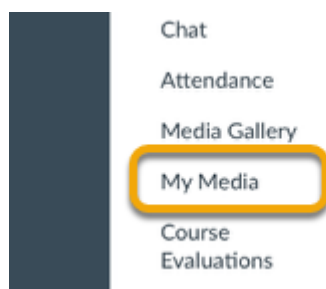 Chat
Attendance
Media Gallery
My Media
Course
Evaluations